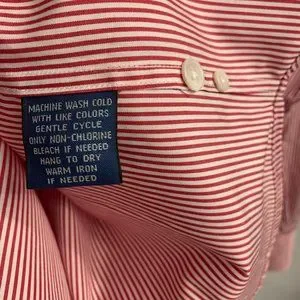 MACHINE WASH COLD
WITH LIKE COLORS
GENTLE CYCLE
ONLY NON-CHLORINE
BLEACH IF NEEDED
HANG TO DRY
WARM IRON
IF NEEDED